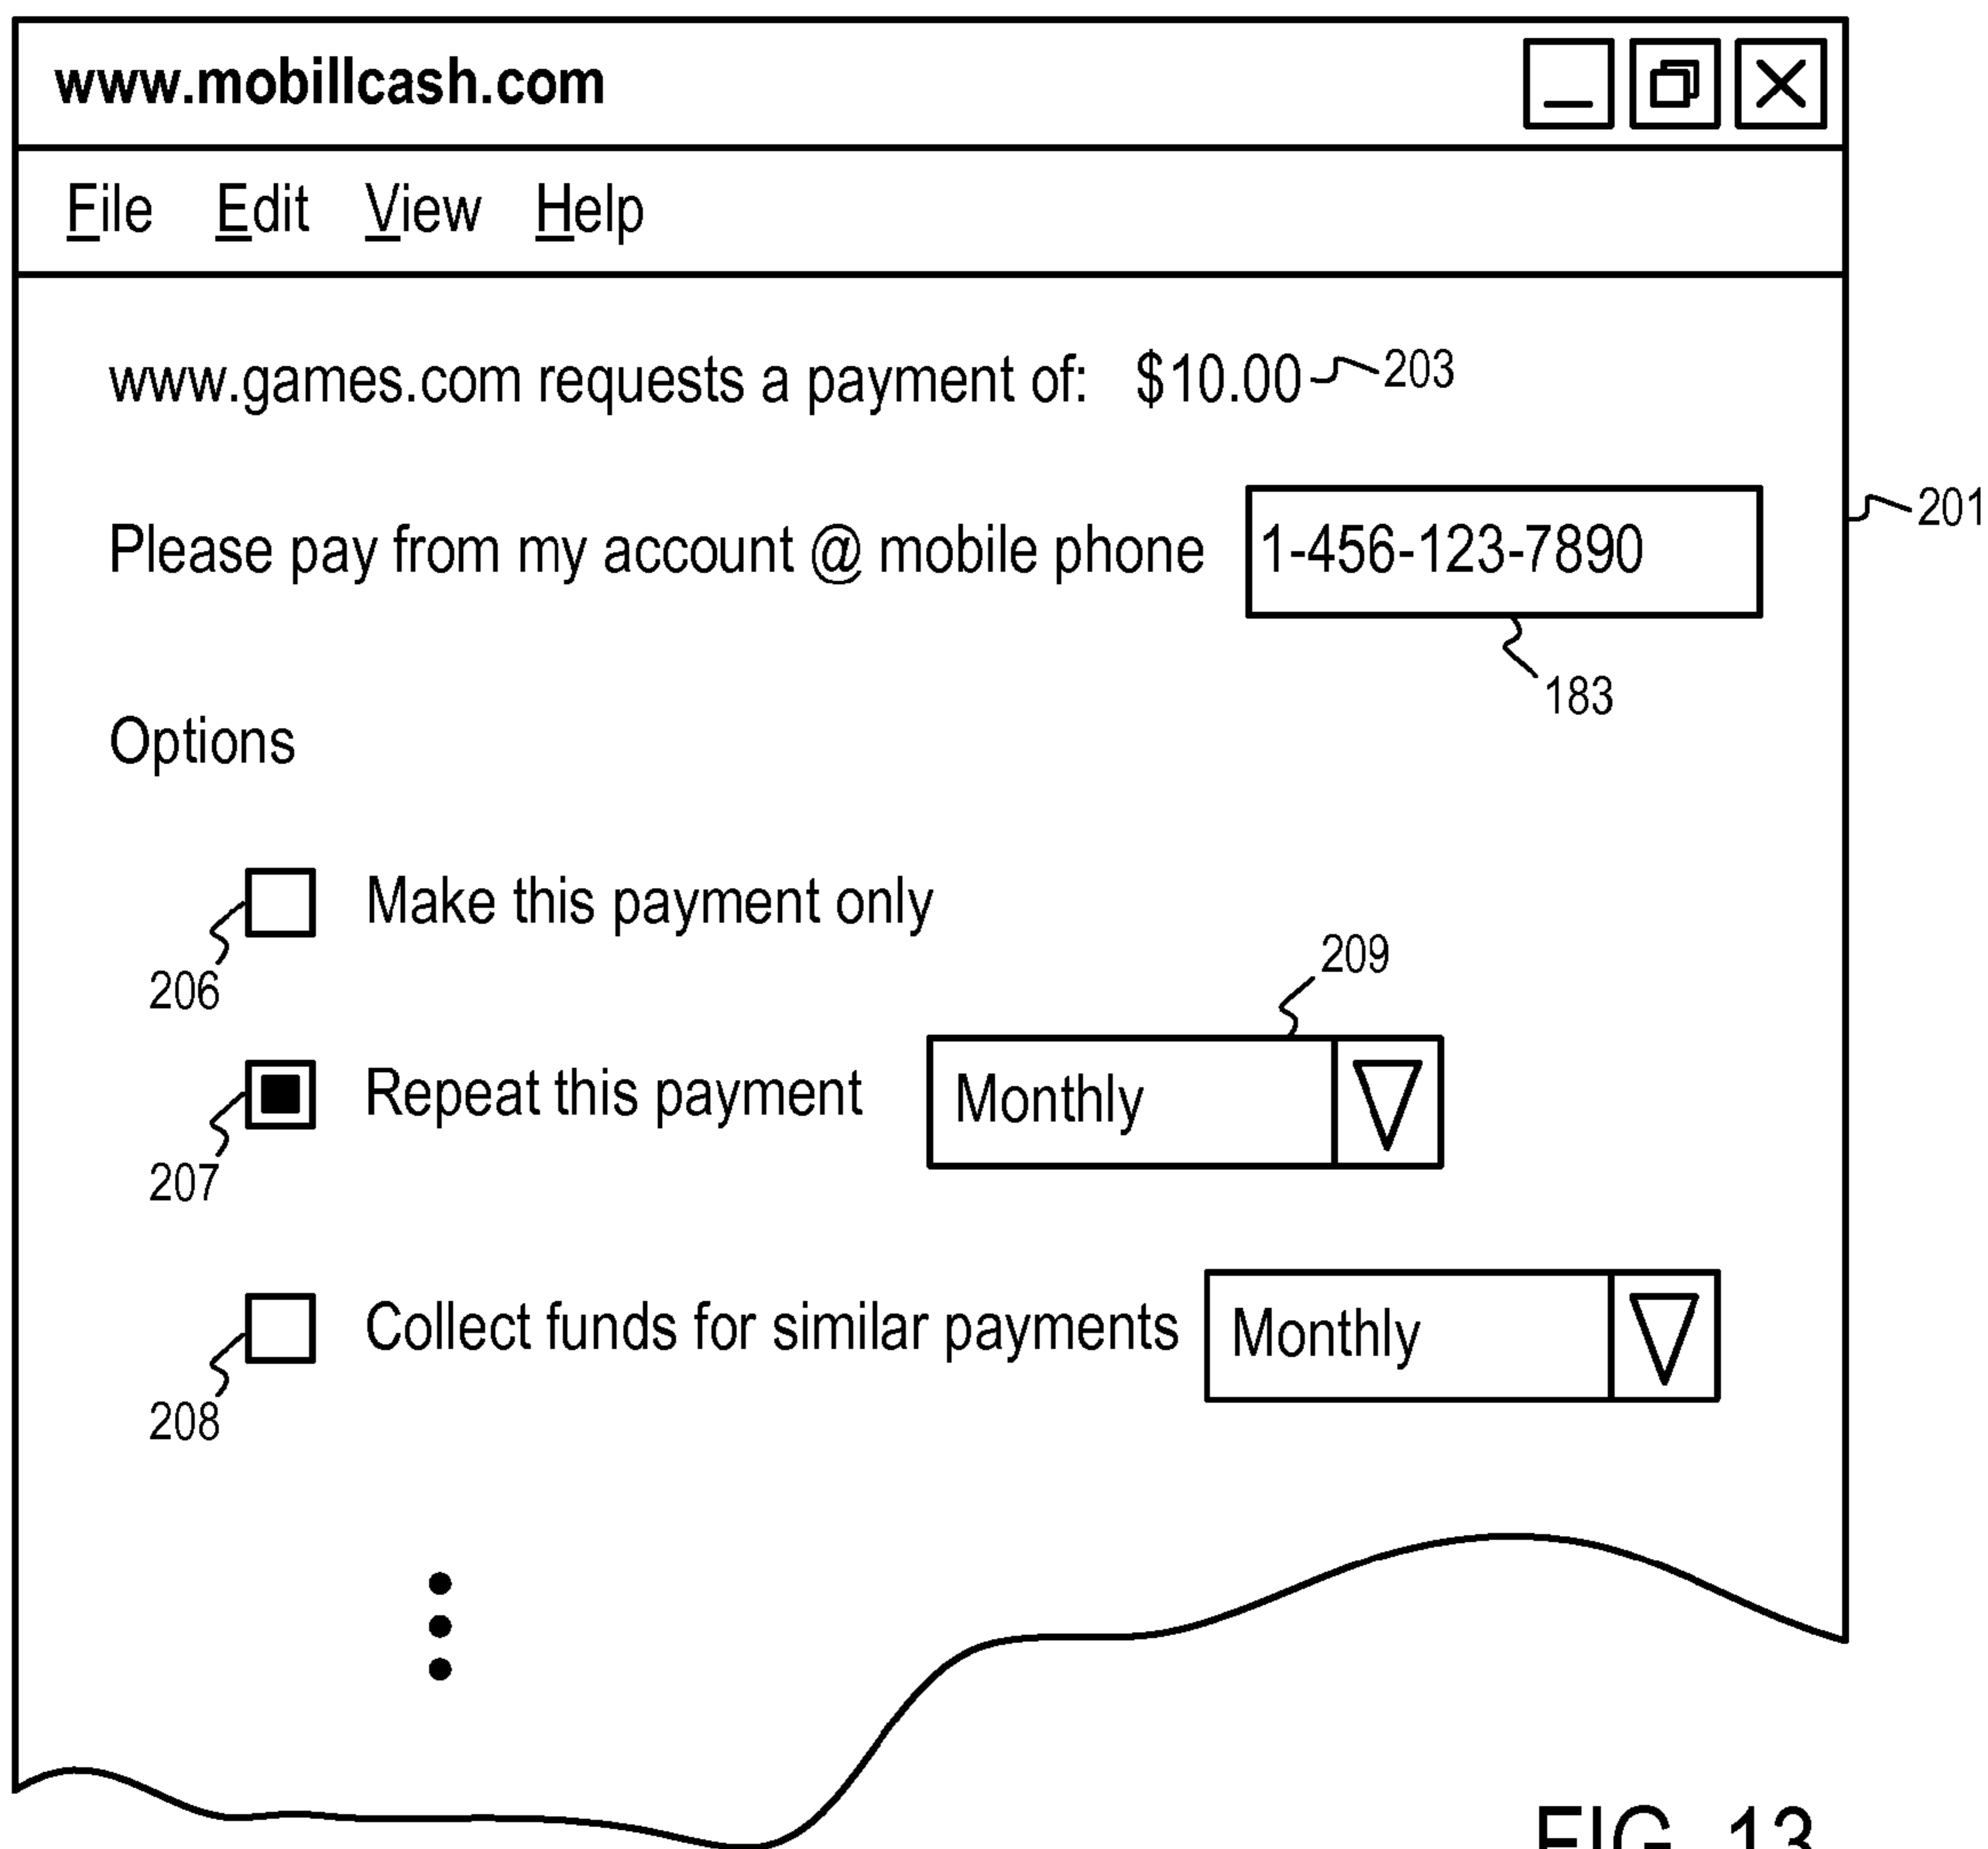 www.mobillcash.com
File Edit View Help
www.games.com requests a payment of: $10.00 203
201
Please pay from my account @ mobile phone 1-456-123-7890
183
Options
Make this payment only
206
209
Repeat this payment Monthly
207
Collect funds for similar payments Monthly
208
FIG. 13